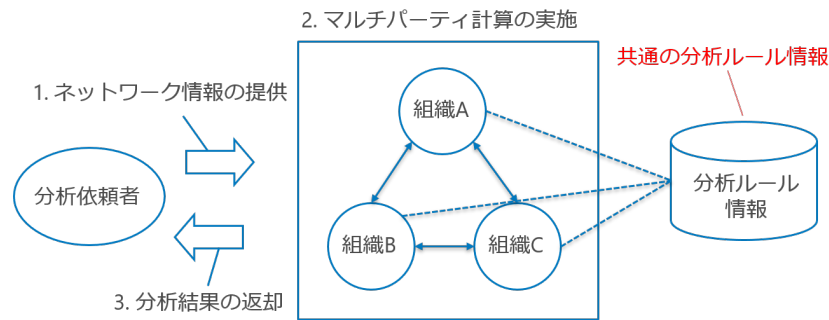 2. マルチパーティ計算の実施
共通の分析ルール情報
1. ネットワーク情報の提供
組織A
分析依頼者
分析ルール
情報
組織B
組織C
3. 分析結果の返却